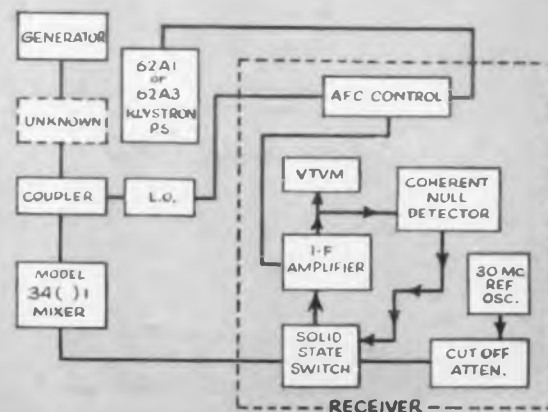 GENERATOR
UNKNOWN
COUPLER
L.O.
MODEL
34( )1
MIXER
62A1
or
62A3
KLYSTRON
PS
AFC CONTROL
VTVM
COHERENT
NULL
DETECTOR
I-F
AMPLIFIER
30 MC
REF
OSC.
SOLID
STATE
SWITCH
CUT OFF
ATTEN.
RECEIVER